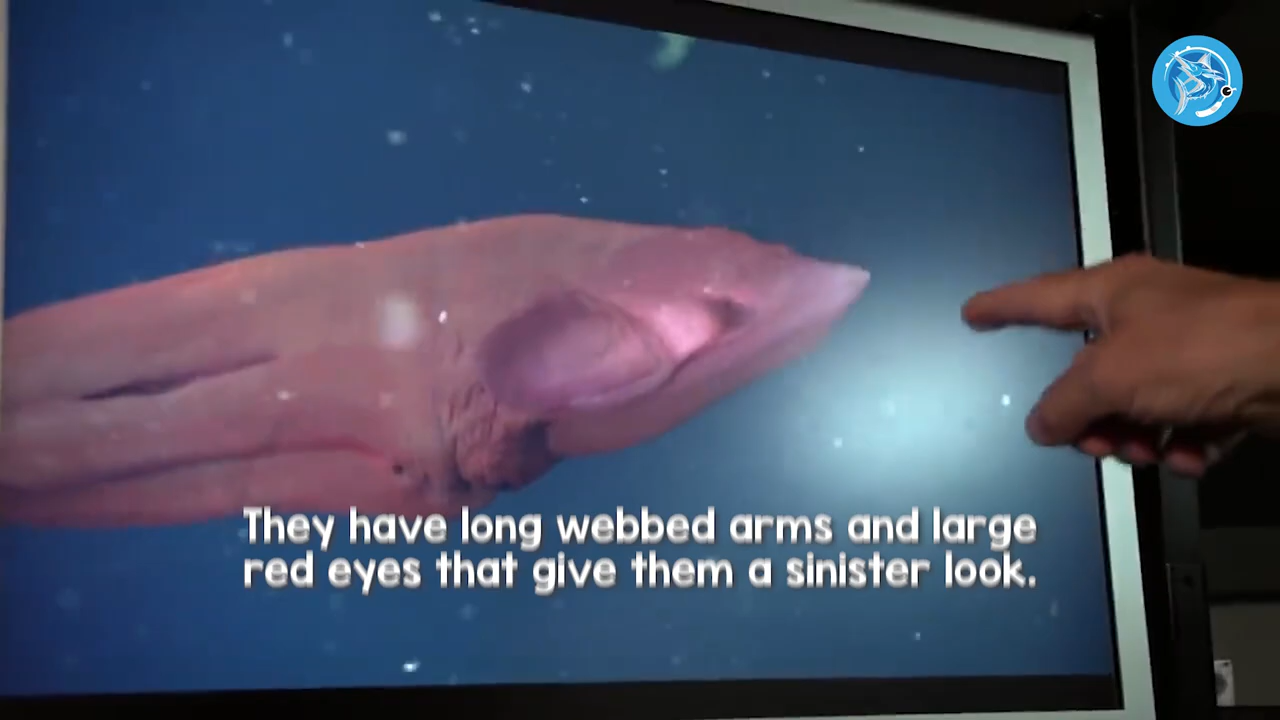 They have long webbed arms and large
red eyes that give them a sinister look.